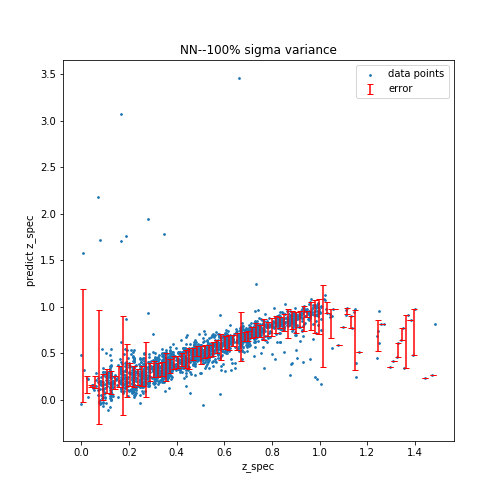 NN--100% sigma variance
data points
error
predict z_spec
3.5
3.0
2.5
2.0
1.5
1.0
0.5
0.0
0.0 0.2 0.4 0.6 0.8 1.0 1.2 1.4
z_spec